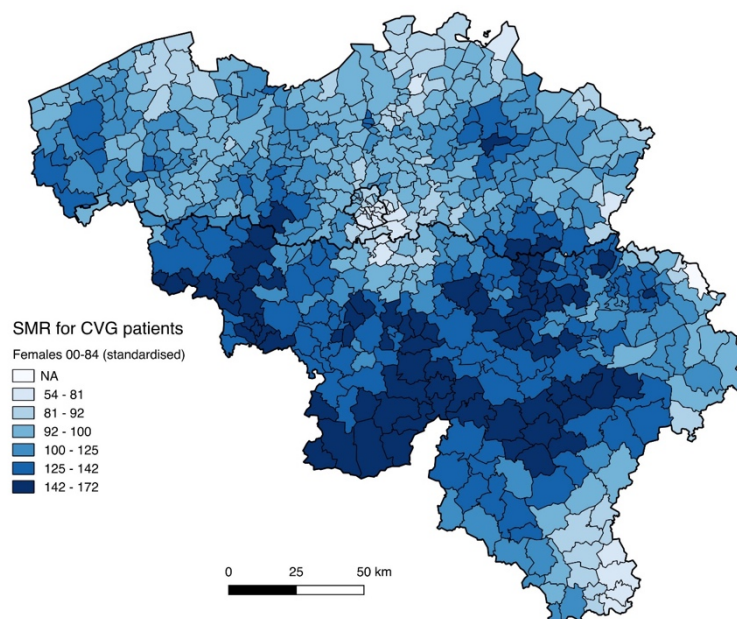 SMR for CVG patients
Females 00-84 (standardised)
NA
54 - 81
81 - 92
92 - 100
100 - 125
125 - 142
142 - 172
0 25 50 km